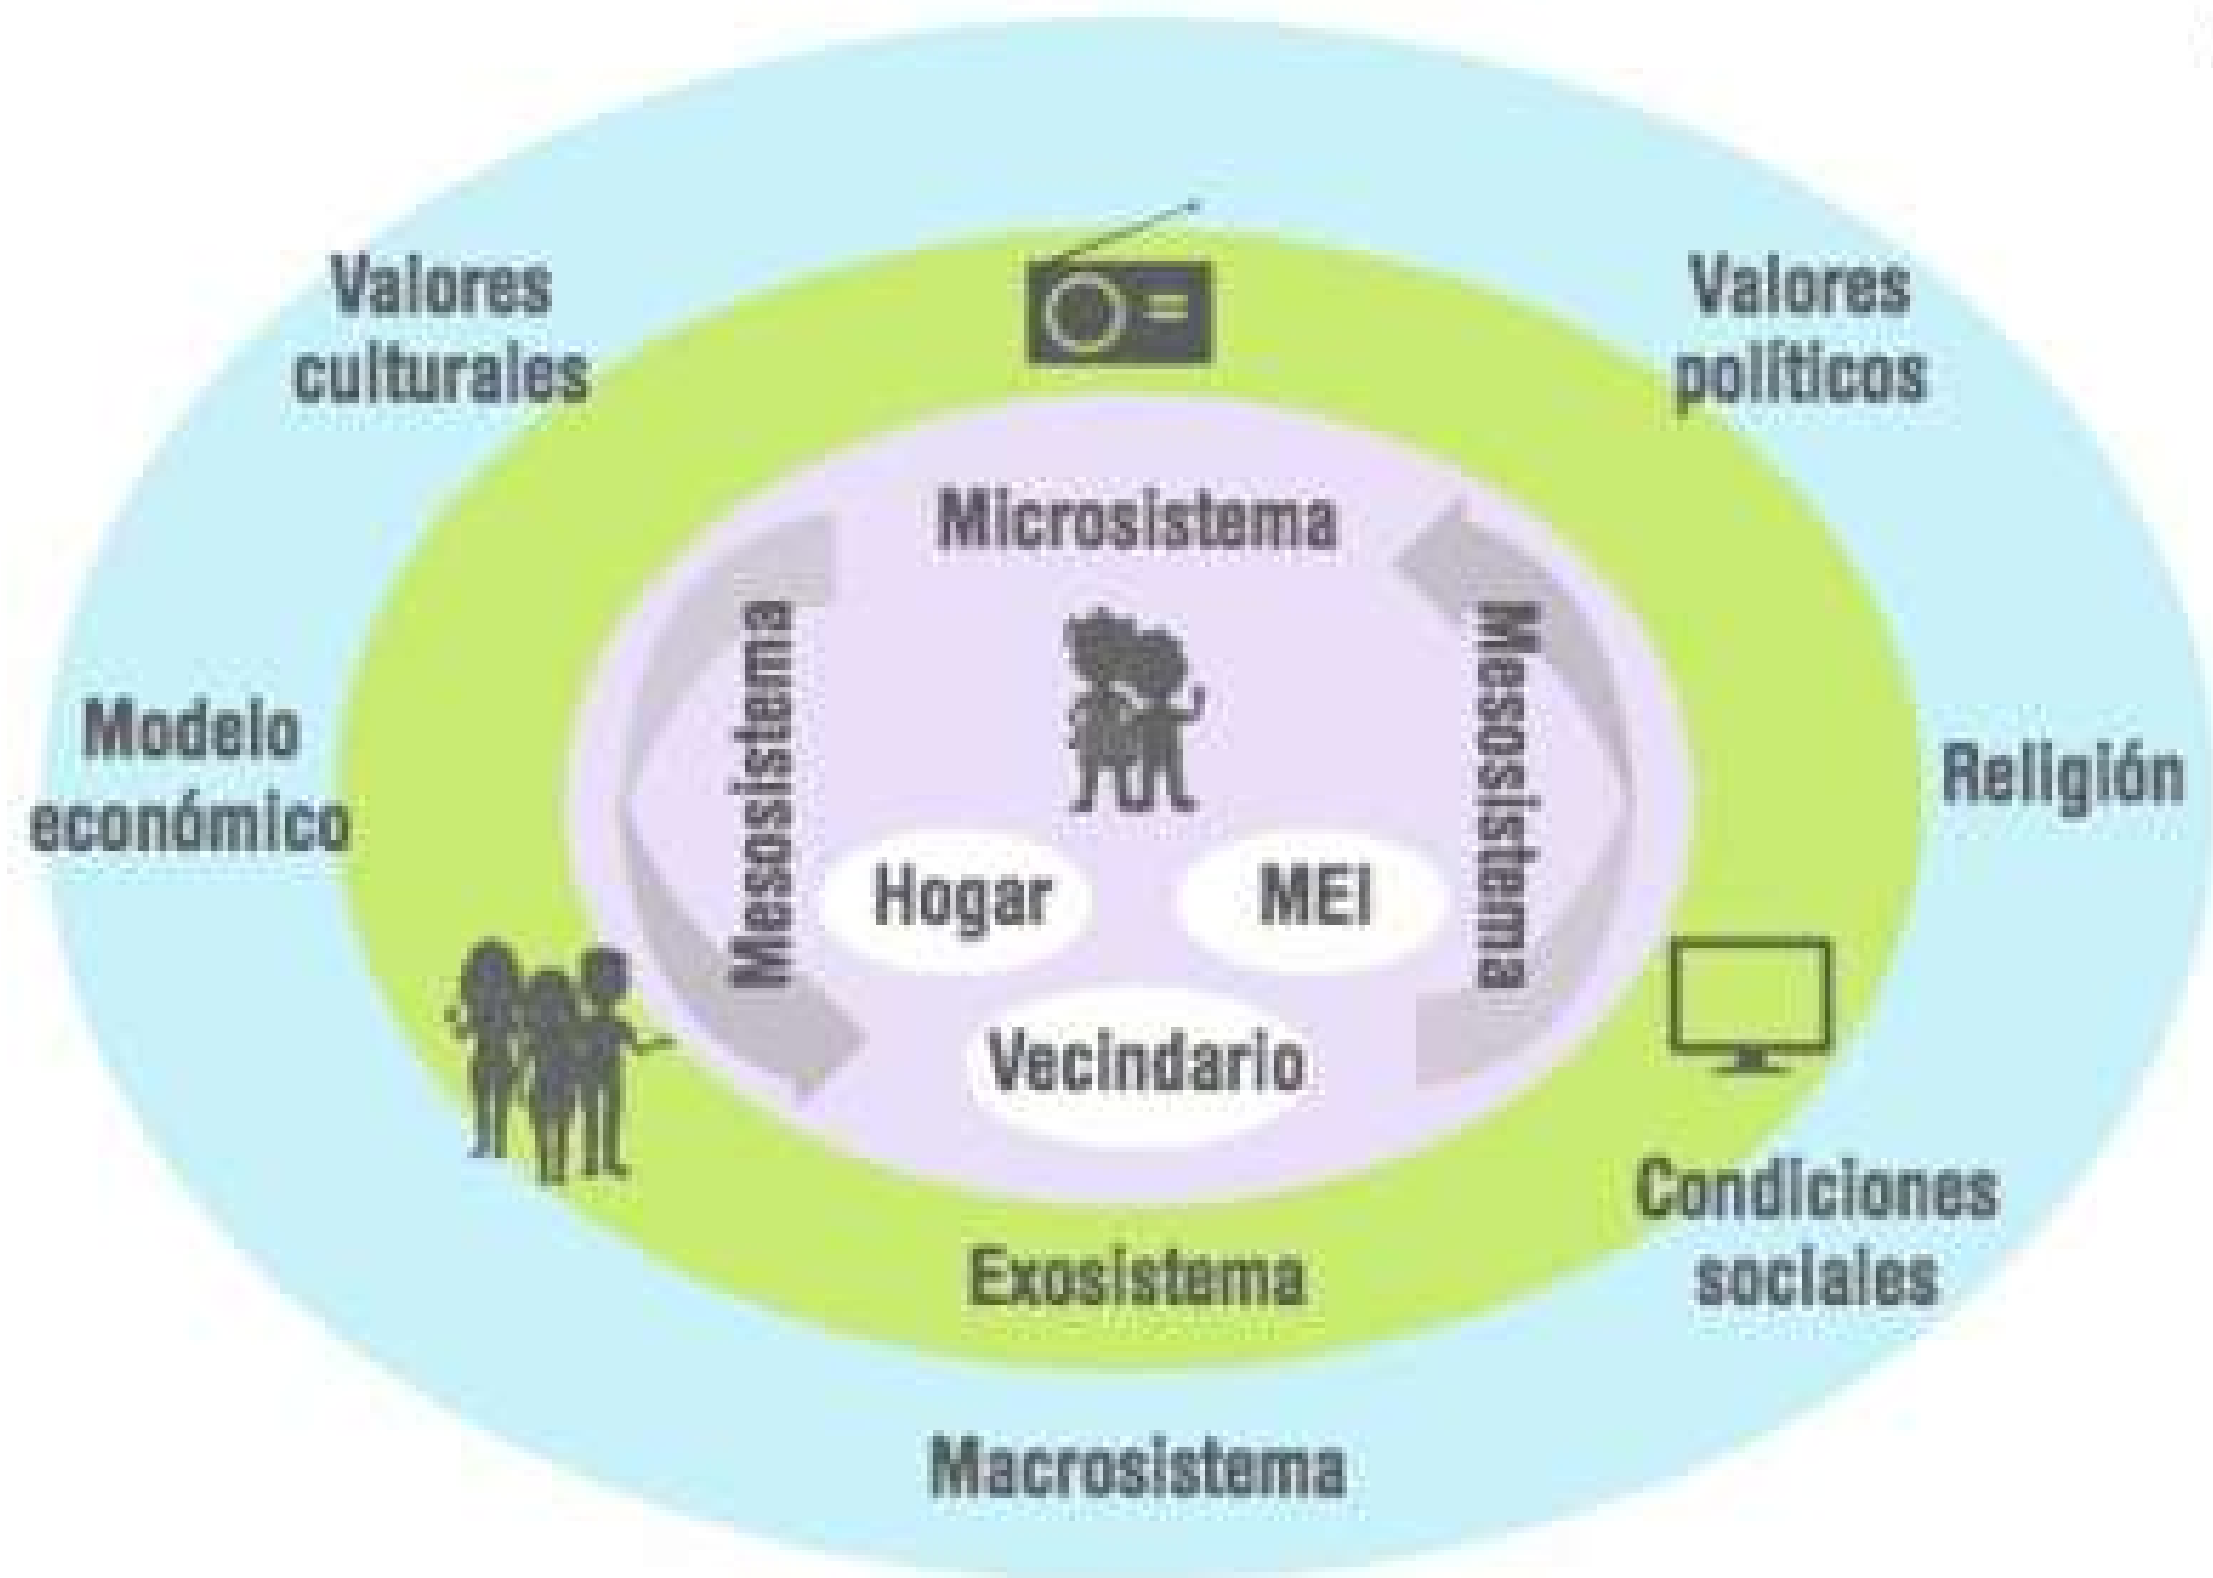 Valores
culturales
Valores
políticos
Microsistema
Mesosistema
Mesosistema
Modelo
económico
Religión
Hogar
MEI
Vecindario
Condiciones
sociales
Exosistema
Macrosistema